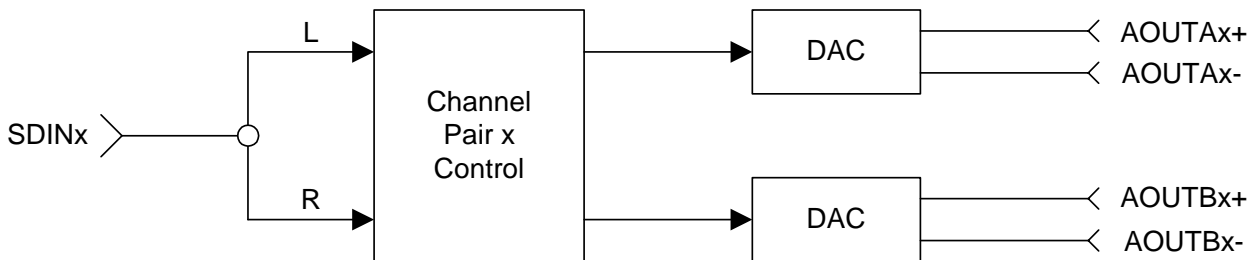 L
DAC
AOUTAx+
AOUTAx-
SDINx
Channel
Pair x
Control
R
DAC
AOUTBx+
AOUTBx-